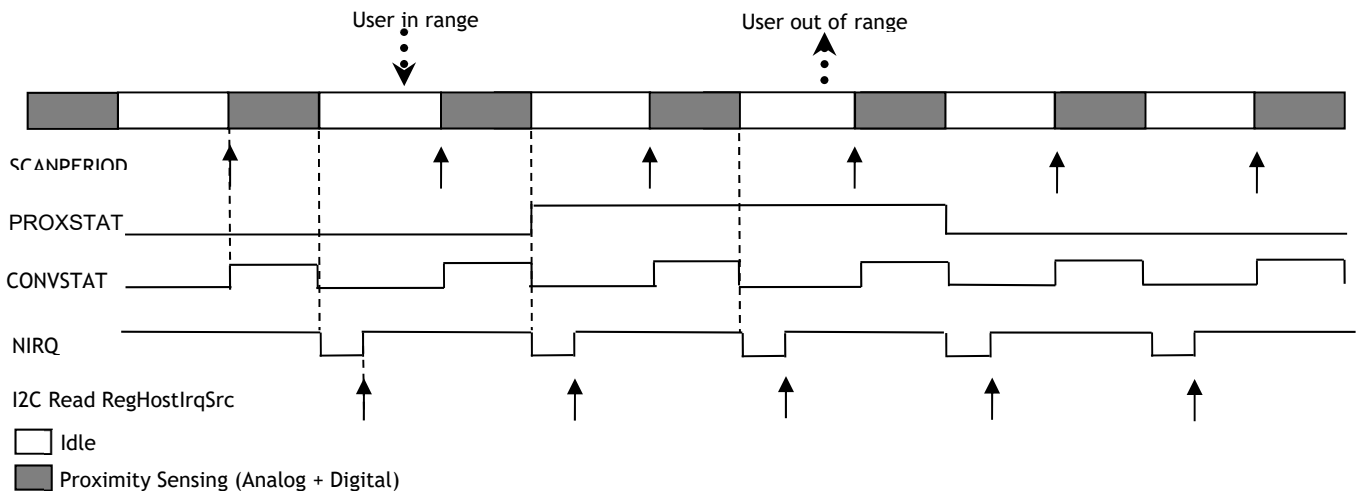 User in range
User out of range
SCANPERIOD
PROXSTAT
CONVSTAT
NIRQ
I2C Read RegHostIrqSrc
Idle
Proximity Sensing (Analog + Digital)